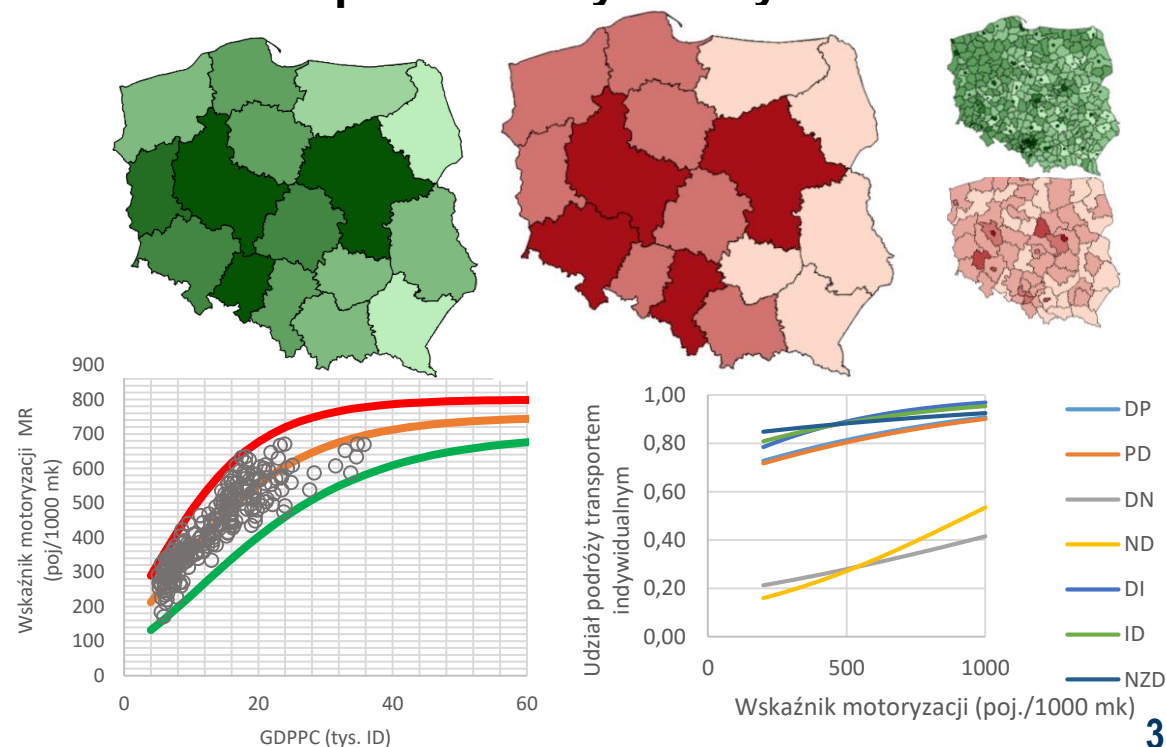 900
800
700
600
500
400
300
200
100
0
0
20
40
60
Wskaźnik motoryzacji MR
(poj/1000 mk)
GDPPC (tys. ID)
1,00
0,80
0,60
0,40
0,20
0,00
0
500
1000
Udział podróży transportem
indywidualnym
Wskaźnik motoryzacji (poj./1000 mk)
DP
PD
DN
ND
DI
ID
NZD
3